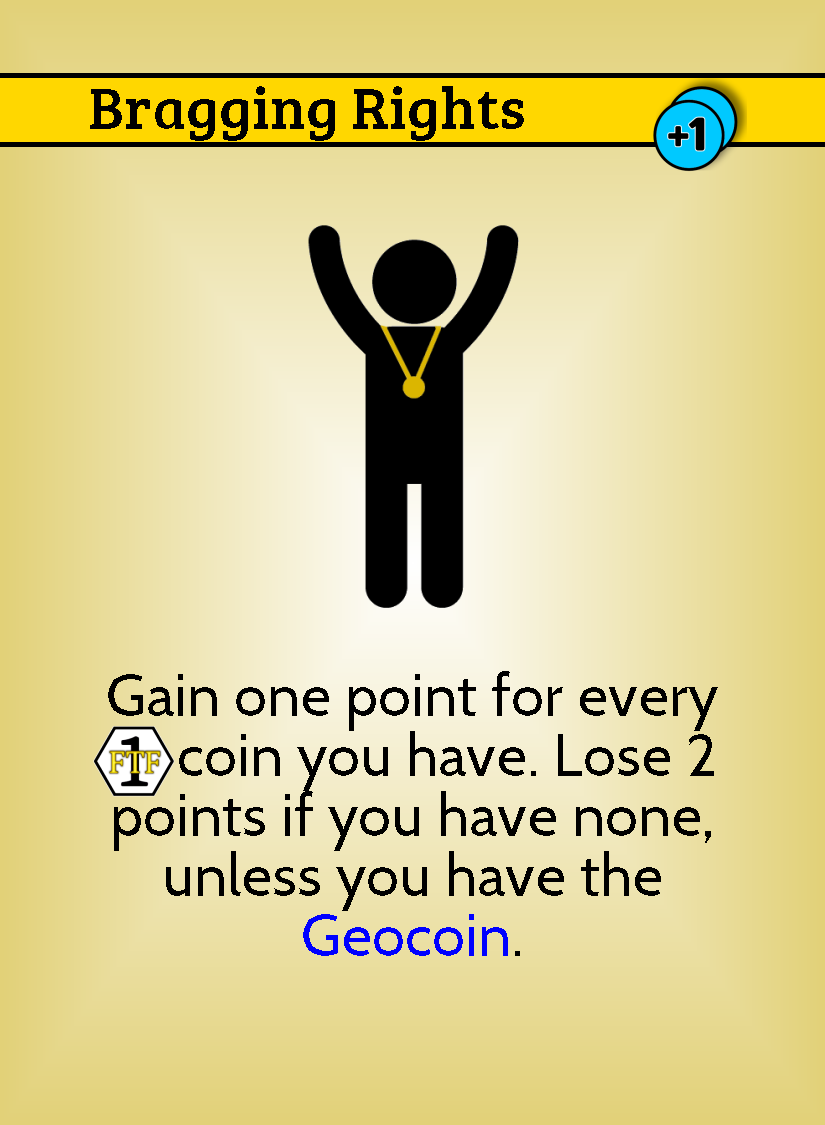 Bragging Rights
+1
Gain one point for every
1 FTF coin you have. Lose 2
points if you have none,
unless you have the
Geocoin.